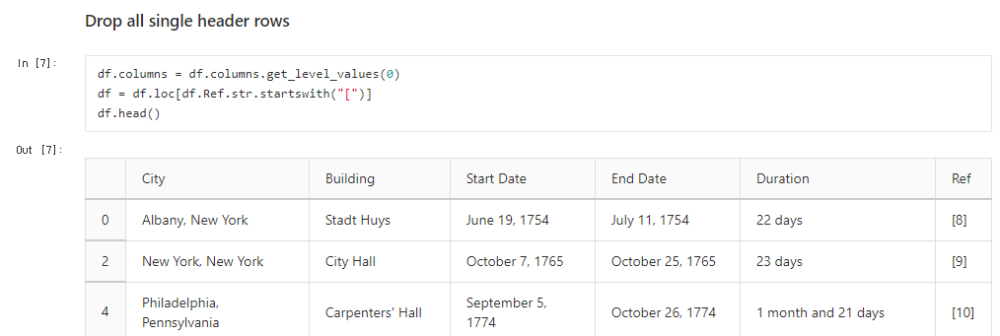 Drop all single header rows
In [7]:
df.columns = df.columns.get_level_values(0)
df = df.loc[df.Ref.str.startswith("[")]
df.head()
Out [7]:
City Building Start Date End Date Duration Ref
0 Albany, New York Stadt Huys June 19, 1754 July 11, 1754 22 days [8]
2 New York, New York City Hall October 7, 1765 October 25, 1765 23 days [9]
4 Philadelphia, Pennsylvania Carpenters' Hall September 5, 1774 October 26, 1774 1 month and 21 days [10]